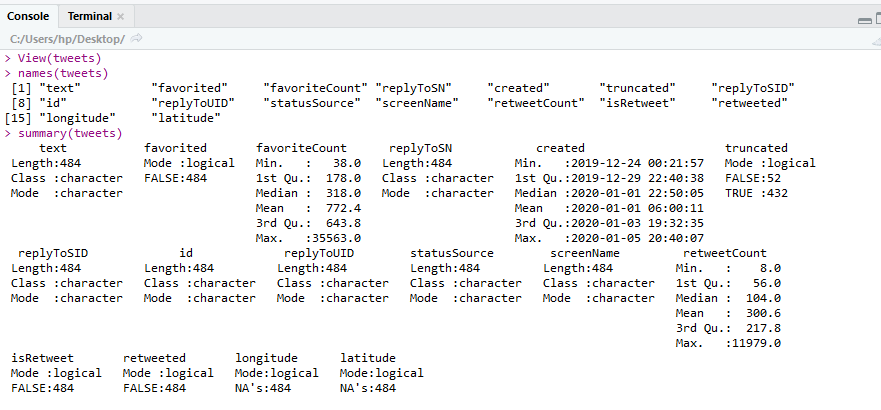 Console Terminal ×
C:/Users/hp/Desktop/
> View(tweets)
> names(tweets)
[1] "text" "favorited" "favoriteCount" "replyToSN" "created" "truncated" "replyToSID"
[8] "id" "replyToUID" "statusSource" "screenName" "retweetCount" "isRetweet" "retweeted"
[15] "longitude" "latitude"
> summary(tweets)
text favorited favoriteCount replyToSN created truncated
Length:484 Mode :logical Min. : 38.0 Length:484 Min. :2019-12-24 00:21:57 Mode :logical
Class :character FALSE:484 1st Qu.: 178.0 Class :character 1st Qu.:2019-12-29 22:40:38 FALSE:52
Mode :character Median : 318.0 Mode :character Median :2020-01-01 22:50:05 TRUE :432
Mean : 772.4 Mean :2020-01-01 06:00:11
3rd Qu.: 643.8 3rd Qu.:2020-01-03 19:32:35
Max. :35563.0 Max. :2020-01-05 20:40:07
replyToSID id replyToUID statusSource screenName retweetCount
Length:484 Length:484 Length:484 Length:484 Length:484 Min. : 8.0
Class :character Class :character Class :character Class :character Class :character 1st Qu.: 56.0
Mode :character Mode :character Mode :character Mode :character Mode :character Median : 104.0
Mean : 300.6
3rd Qu.: 217.8
Max. :11979.0
isRetweet retweeted longitude latitude
Mode :logical Mode :logical Mode:logical Mode:logical
FALSE:484 FALSE:484 NA's:484 NA's:484